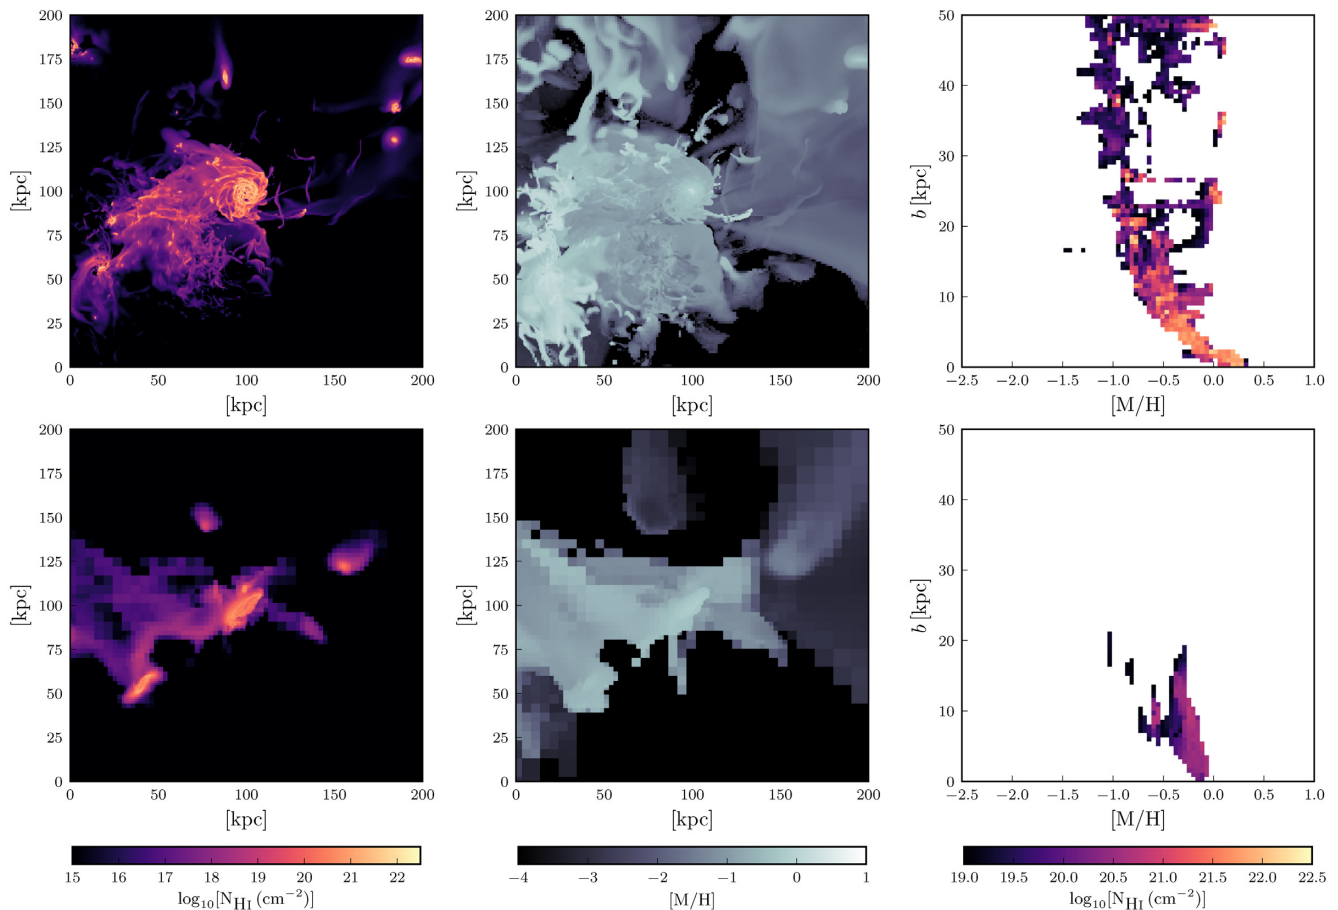 200 175 150 125 100 75 50 25 0
[kpc]
0 50 100 150 200
[kpc]
200 175 150 125 100 75 50 25 0
[kpc]
0 50 100 150 200
[kpc]
50 40 30 20 10 0
b [kpc]
−2.5 −2.0 −1.5 −1.0 −0.5 0.0 0.5 1.0
[M/H]
200 175 150 125 100 75 50 25 0
[kpc]
0 50 100 150 200
[kpc]
200 175 150 125 100 75 50 25 0
[kpc]
0 50 100 150 200
[kpc]
50 40 30 20 10 0
b [kpc]
−2.5 −2.0 −1.5 −1.0 −0.5 0.0 0.5 1.0
[M/H]
15 16 17 18 19 20 21 22
log₁₀[N_HI (cm⁻²)]
−4 −3 −2 −1 0 1
[M/H]
19.0 19.5 20.0 20.5 21.0 21.5 22.0 22.5
log₁₀[N_HI (cm⁻²)]